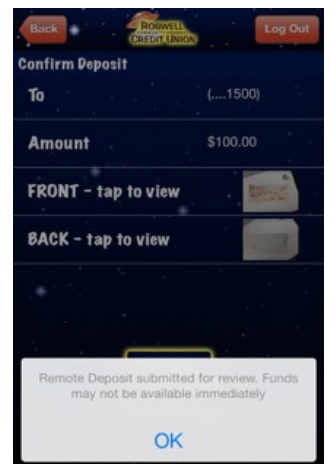 Back
ROSWELL
CREDIT UNION
Log Out
Confirm Deposit
To (....1500)
Amount $100.00
FRONT - tap to view
BACK - tap to view
Remote Deposit submitted for review. Funds
may not be available immediately
OK